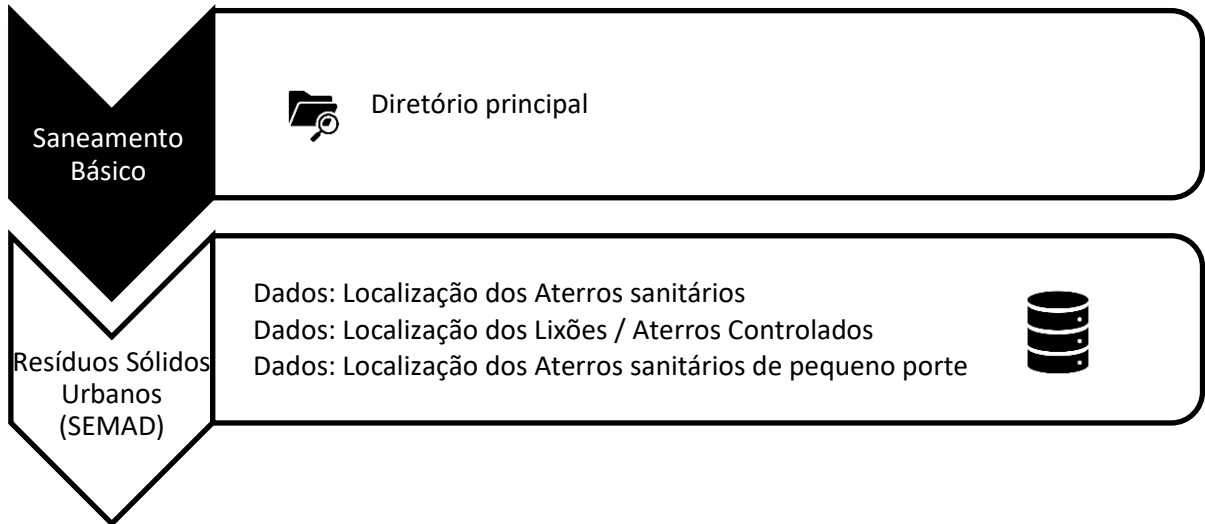 Saneamento
Básico
Diretório principal
Resíduos Sólidos
Urbanos
(SEMAD)
Dados: Localização dos Aterros sanitários
Dados: Localização dos Lixões / Aterros Controlados
Dados: Localização dos Aterros sanitários de pequeno porte